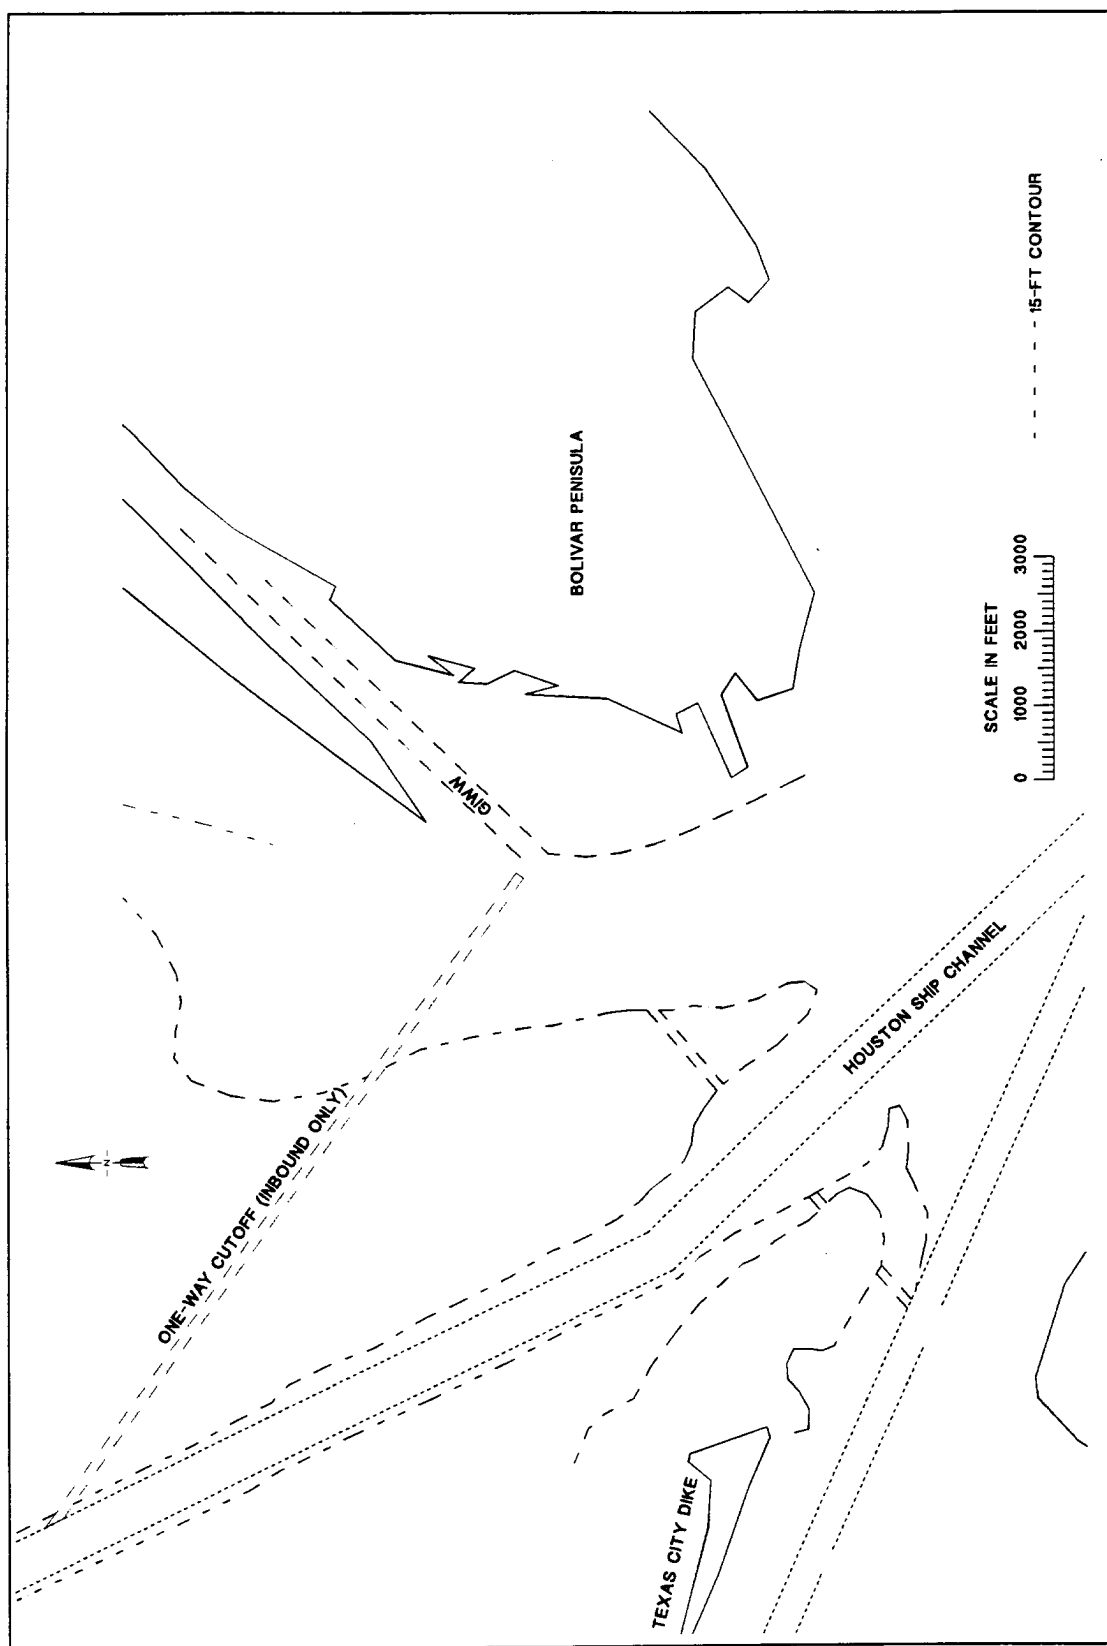 ONE-WAY CUTOFF (INBOUND ONLY)
N
GIWW
BOLIVAR PENISULA
HOUSTON SHIP CHANNEL
TEXAS CITY DIKE
SCALE IN FEET
0 1000 2000 3000
15-FT CONTOUR